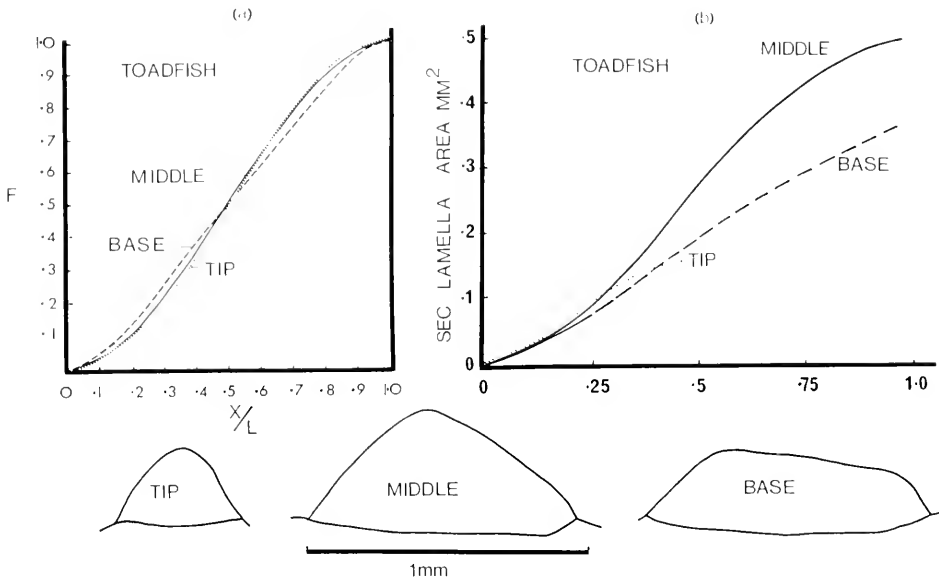 (a)
1·0
·9
·8
·7
·6
·5
·4
·3
·2
·1
F
TOADFISH
MIDDLE
BASE
TIP
O ·1 ·2 ·3 ·4 ·5 ·6 ·7 ·8 ·9 1·0
X/L
(b)
·5
·4
·3
·2
·1
0
SEC LAMELLA AREA MM²
TOADFISH
MIDDLE
BASE
TIP
0 ·25 ·5 ·75 1·0
TIP
MIDDLE
BASE
1mm